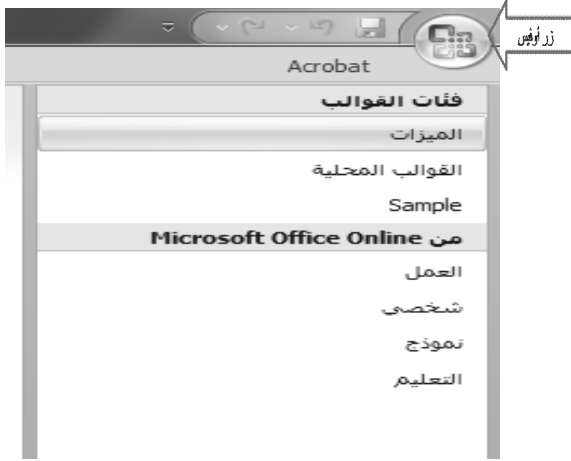 زر أوفيس
Acrobat
فئات القوالب
الميزات
القوالب المحلية
Sample
من Microsoft Office Online
العمل
شخصي
نموذج
التعليم